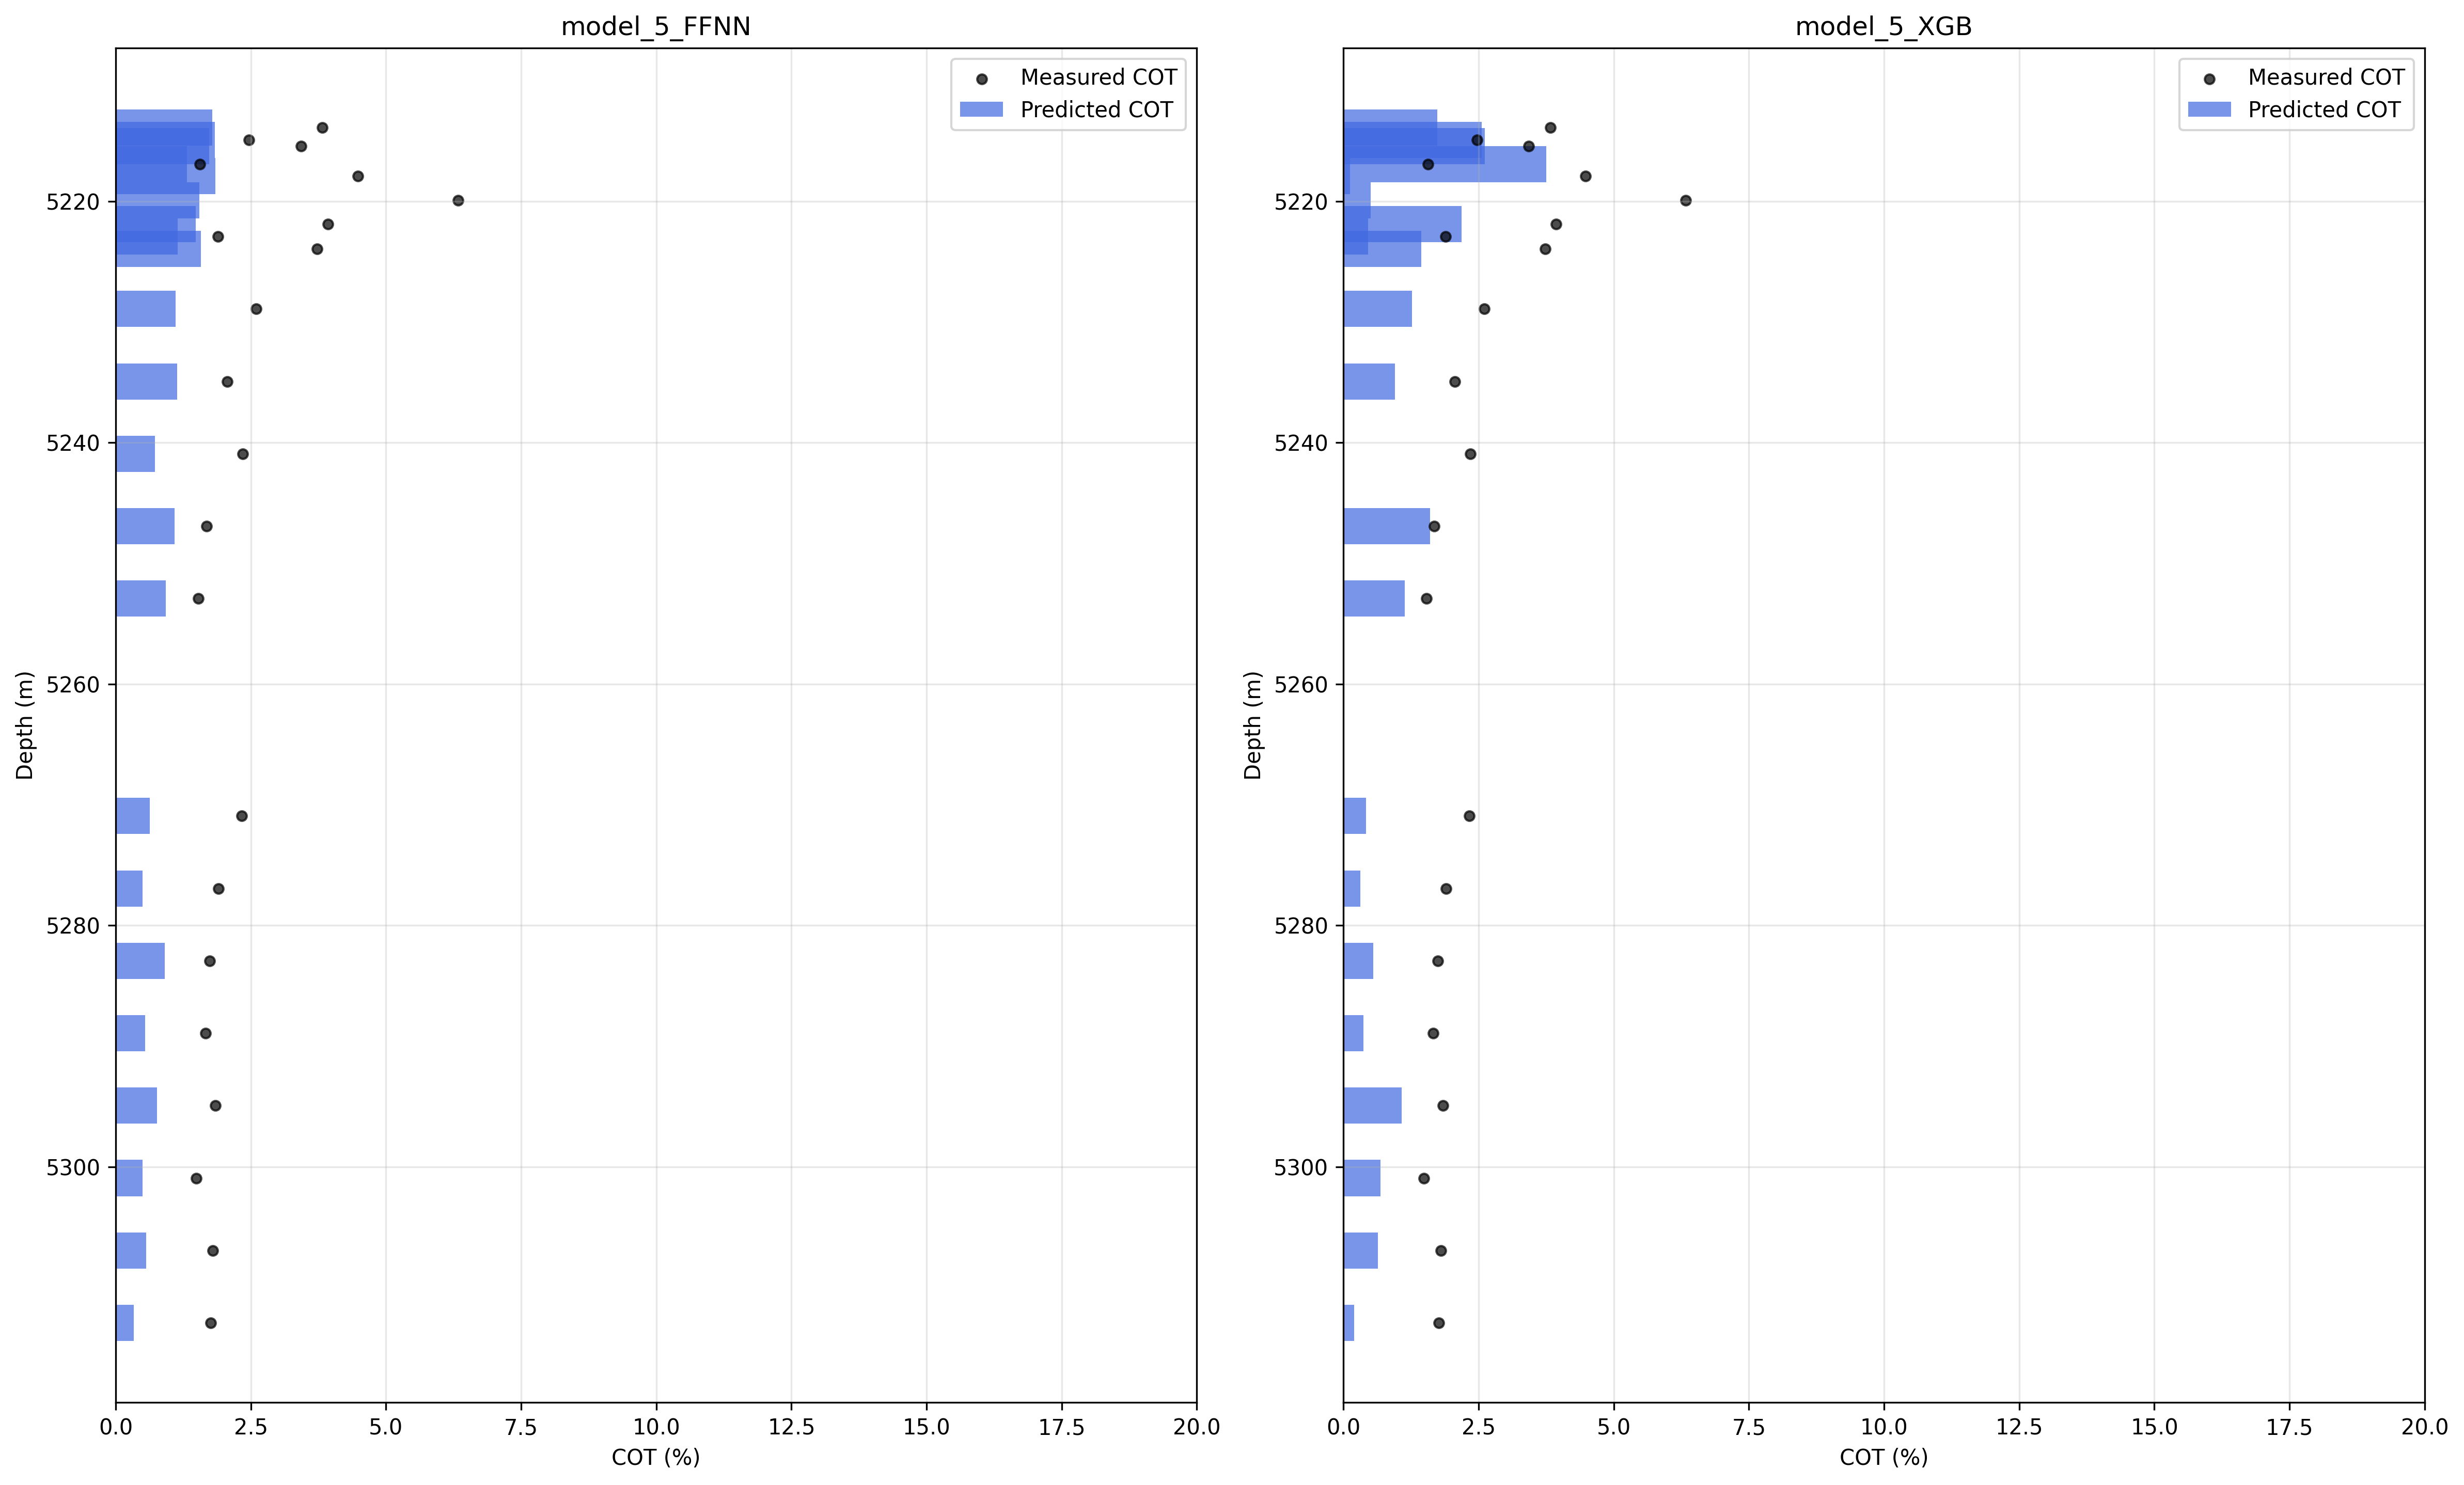 model_5_FFNN
Measured COT
Predicted COT
5220
5240
5260
5280
5300
Depth (m)
0.0 2.5 5.0 7.5 10.0 12.5 15.0 17.5 20.0
COT (%)
model_5_XGB
Measured COT
Predicted COT
5220
5240
5260
5280
5300
Depth (m)
0.0 2.5 5.0 7.5 10.0 12.5 15.0 17.5 20.0
COT (%)